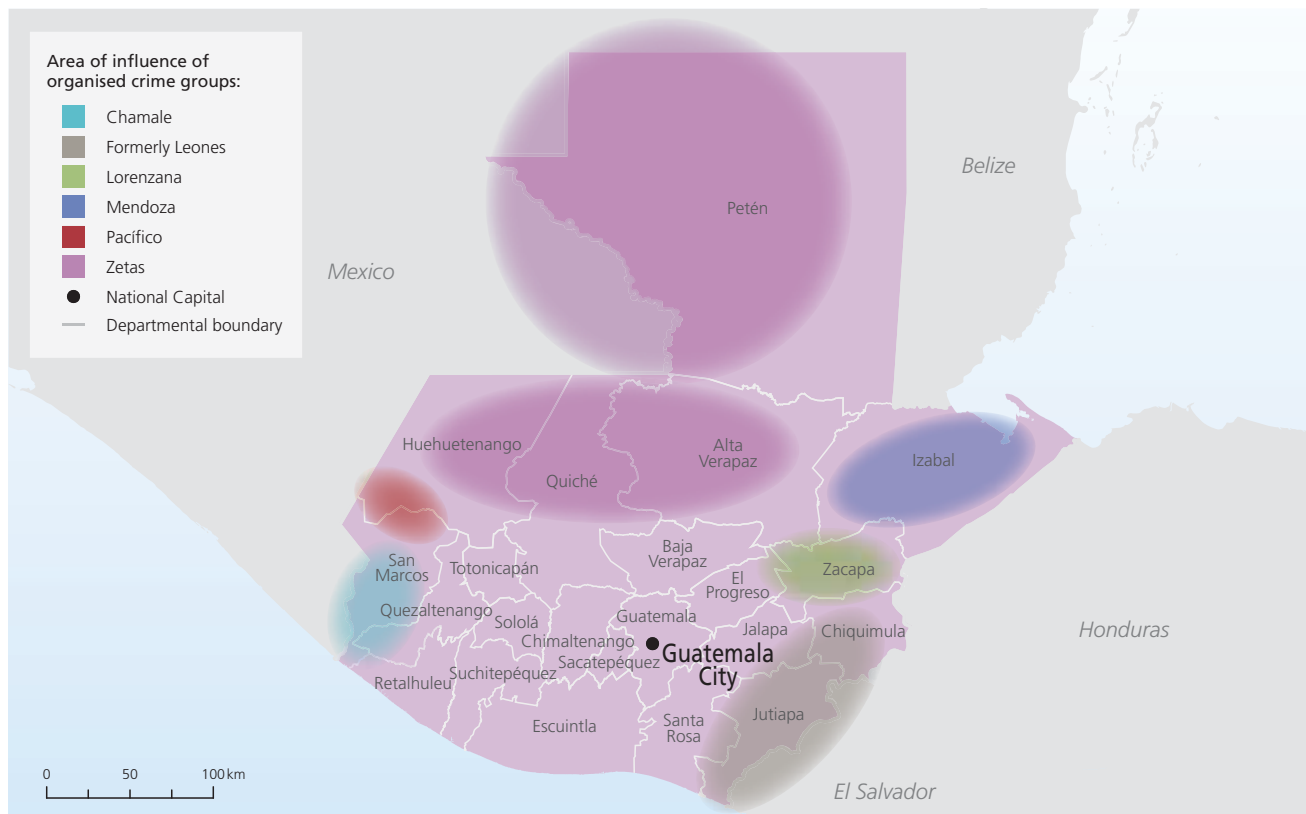 Area of influence of
organised crime groups:
Chamale
Formerly Leones
Lorenzana
Mendoza
Pacífico
Zetas
National Capital
Departmental boundary
Mexico
Belize
Petén
Huehuetenango
Quiché
Alta
Verapaz
Izabal
San
Marcos
Totonicapán
Baja
Verapaz
El
Progreso
Zacapa
Quezaltenango
Sololá
Guatemala
Chimaltenango
Jalapa
Chiquimula
Honduras
Sacatepéquez
Guatemala
City
Retalhuleu
Suchitepéquez
Escuintla
Santa
Rosa
Jutiapa
El Salvador
0 50 100 km